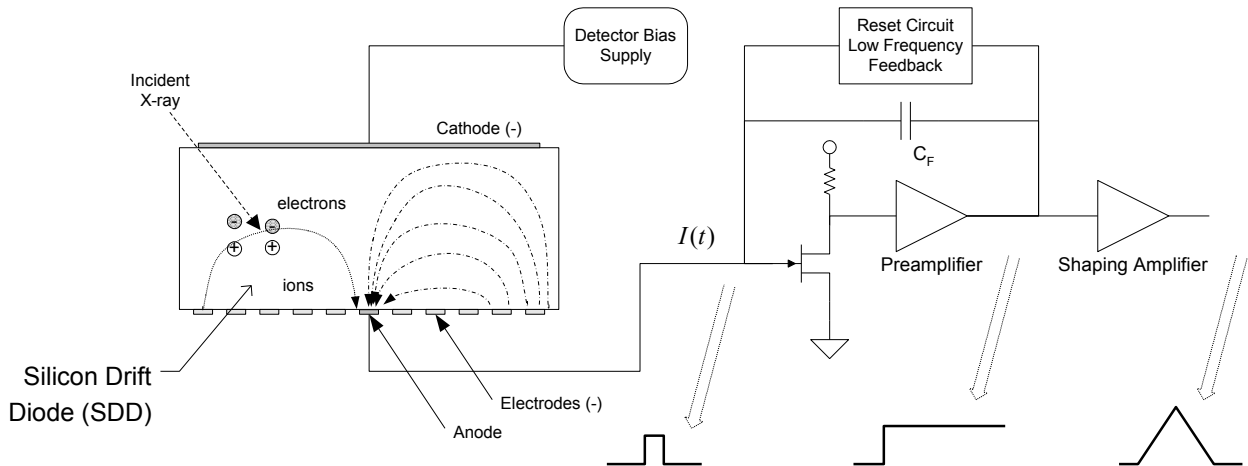 Detector Bias
Supply
Reset Circuit
Low Frequency
Feedback
Incident
X-ray
Cathode (-)
C_F
electrons
-
-
+
+
ions
I(t)
Preamplifier
Shaping Amplifier
Silicon Drift
Diode (SDD)
Electrodes (-)
Anode